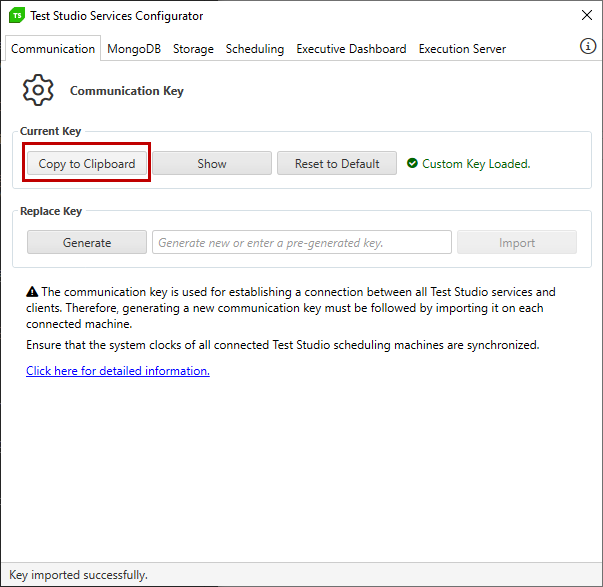 TS Test Studio Services Configurator
Communication MongoDB Storage Scheduling Executive Dashboard Execution Server
Communication Key
Current Key
Copy to Clipboard Show Reset to Default Custom Key Loaded.
Replace Key
Generate Generate new or enter a pre-generated key. Import
The communication key is used for establishing a connection between all Test Studio services and
clients. Therefore, generating a new communication key must be followed by importing it on each
connected machine.
Ensure that the system clocks of all connected Test Studio scheduling machines are synchronized.
Click here for detailed information.
Key imported successfully.